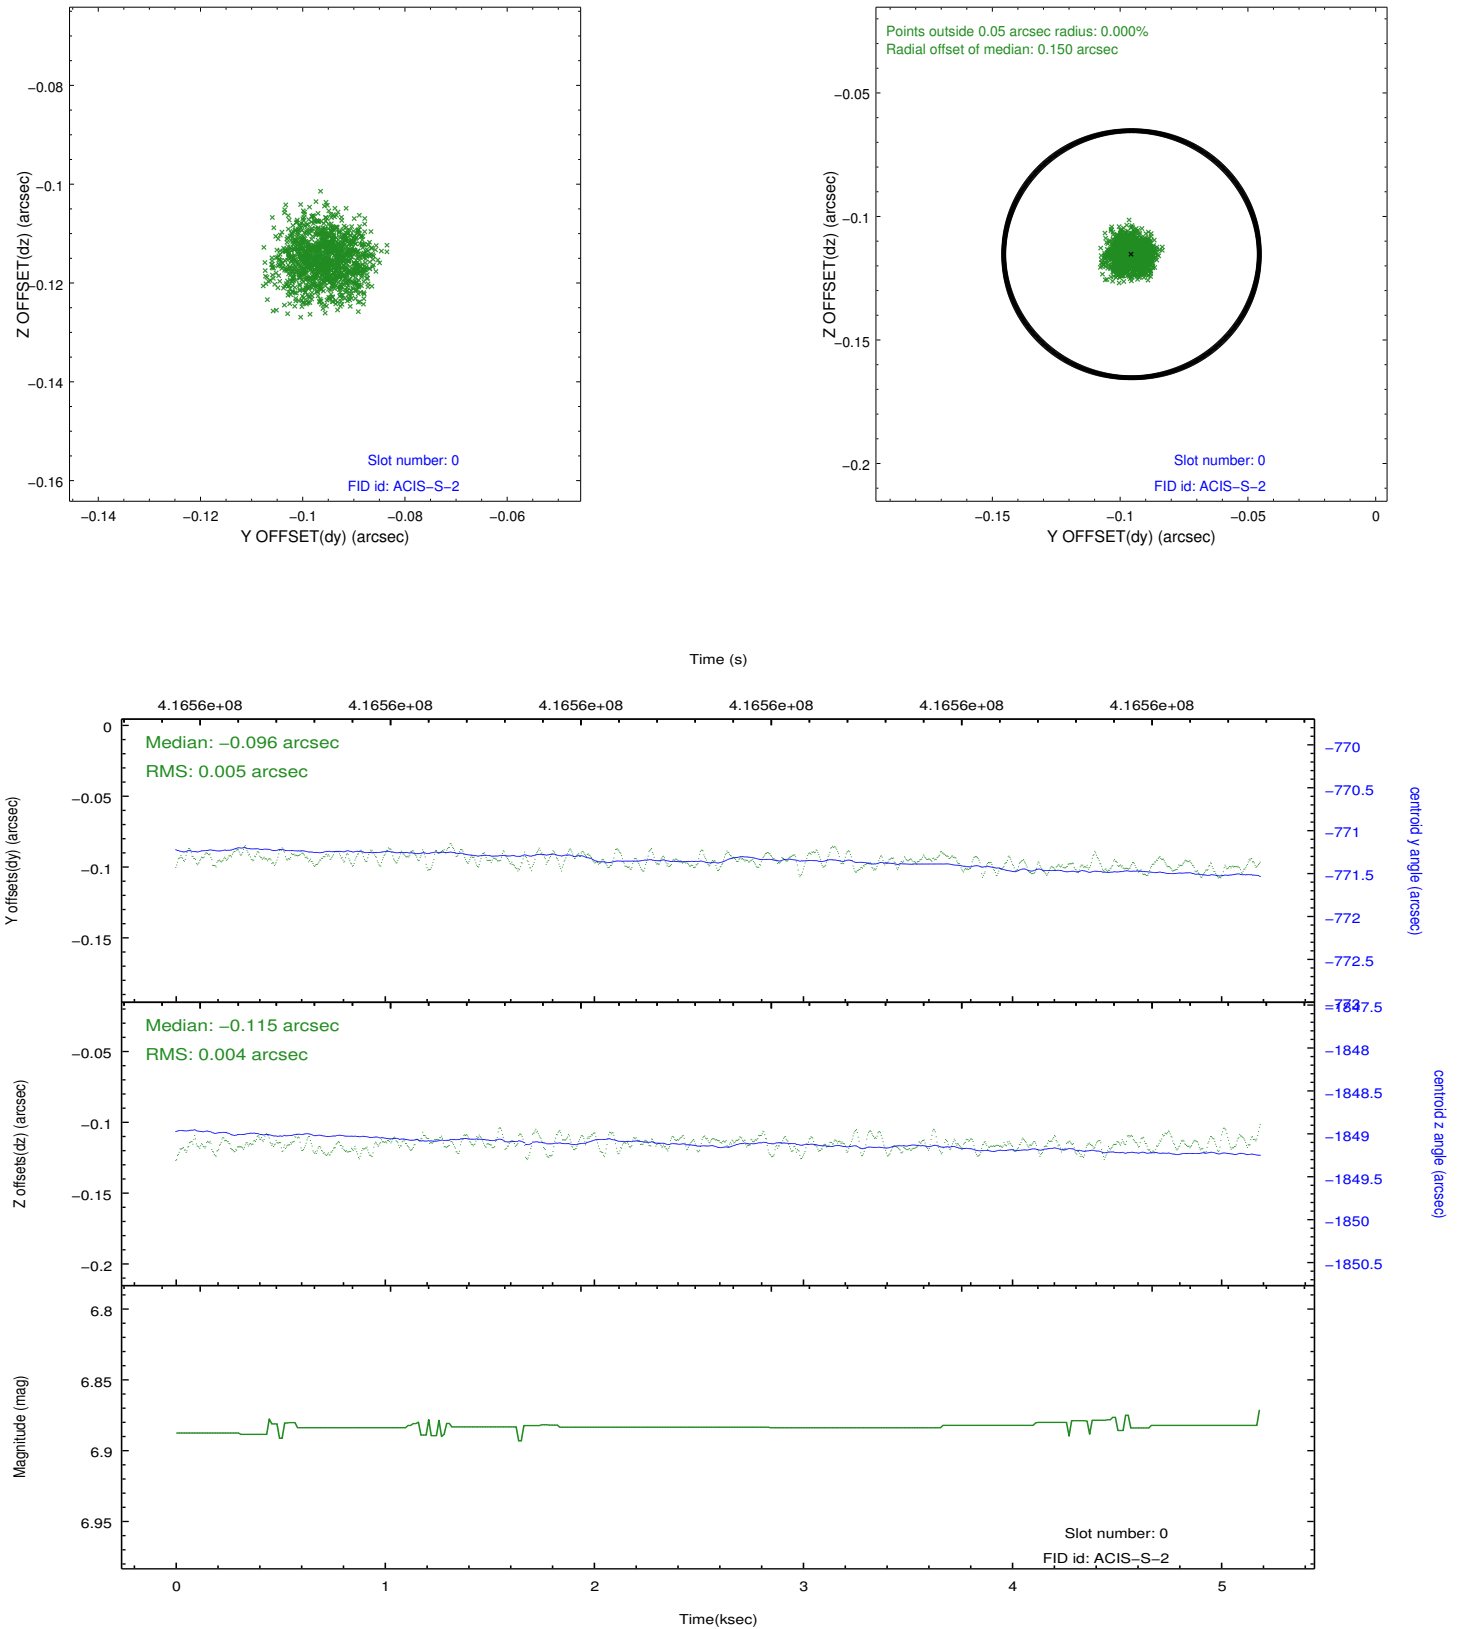 −0.08
−0.1
−0.12
−0.14
−0.16
Z OFFSET(dz) (arcsec)
Slot number: 0
FID id: ACIS−S−2
−0.14 −0.12 −0.1 −0.08 −0.06
Y OFFSET(dy) (arcsec)
Points outside 0.05 arcsec radius: 0.000%
Radial offset of median: 0.150 arcsec
−0.05
−0.1
−0.15
−0.2
Z OFFSET(dz) (arcsec)
Slot number: 0
FID id: ACIS−S−2
−0.15 −0.1 −0.05 0
Y OFFSET(dy) (arcsec)
Time (s)
4.1656e+08 4.1656e+08 4.1656e+08 4.1656e+08 4.1656e+08 4.1656e+08
Median: −0.096 arcsec
RMS: 0.005 arcsec
0
−0.05
−0.1
−0.15
Y offsets(dy) (arcsec)
−770
−770.5
−771
−771.5
−772
−772.5
−773
centroid y angle (arcsec)
Median: −0.115 arcsec
RMS: 0.004 arcsec
−0.05
−0.1
−0.15
−0.2
Z offsets(dz) (arcsec)
−1847.5
−1848
−1848.5
−1849
−1849.5
−1850
−1850.5
centroid z angle (arcsec)
6.8
6.85
6.9
6.95
Magnitude (mag)
Slot number: 0
FID id: ACIS−S−2
0 1 2 3 4 5
Time(ksec)